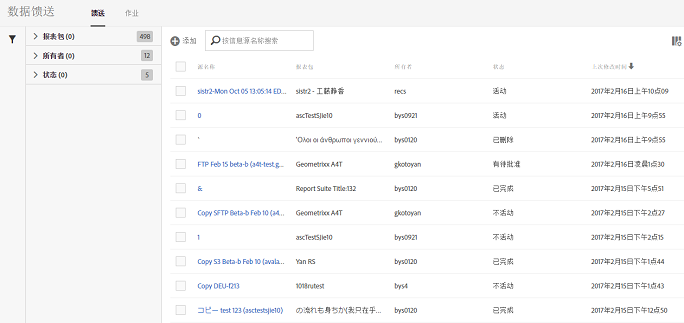 数据馈送 馈送 作业
报表包 (0) 498
所有者 (0) 12
状态 (0) 5
添加 按信息源名称搜索
源名称 报表包 所有者 状态 上次修改时间
sistr2-Mon Oct 05 13:05:14 ED... sistr2 - 工藤静香 recs 活动 2017年2月16日上午10点09
0 ascTestSjie10 bys0921 活动 2017年2月16日上午9点55
' Όλοι οι άνθρωποι γεννιού... bys0120 已删除 2017年2月16日上午9点55
FTP Feb 15 beta-b (a4t-test.g... Geometrixx A4T gkotoyan 有待批准 2017年2月16日凌晨1点30
& Report Suite Title:132 bys0120 已完成 2017年2月15日下午5点51
Copy SFTP Beta-b Feb 10 (a4... Geometrixx A4T gkotoyan 不活动 2017年2月15日下午2点27
1 ascTestSjie10 bys0921 不活动 2017年2月15日下午2点15
Copy S3 Beta-b Feb 10 (avala... Yan RS bys0120 已完成 2017年2月15日下午1点44
Copy DEU-f213 1018rutest bys4 不活动 2017年2月15日下午1点43
コピー test 123 (asctestsjie10) の流れも身ちか(我只在乎... bys0120 已完成 2017年2月15日下午12点50